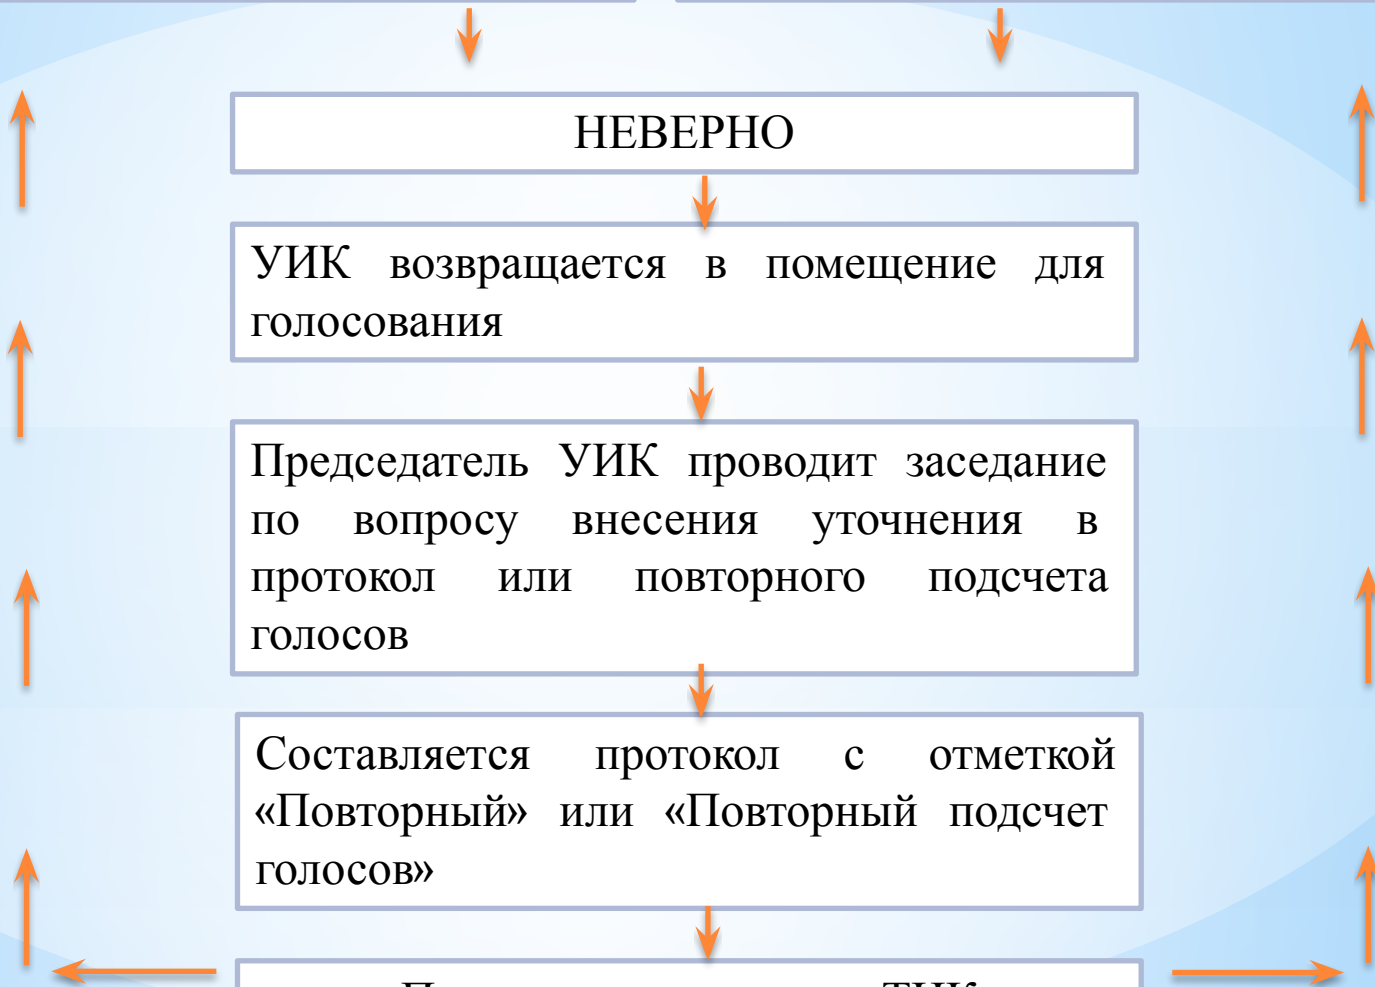 НЕВЕРНО
УИК возвращается в помещение для
голосования
Председатель УИК проводит заседание
по вопросу внесения уточнения в
протокол или повторного подсчета
голосов
Составляется протокол с отметкой
«Повторный» или «Повторный подсчет
голосов»